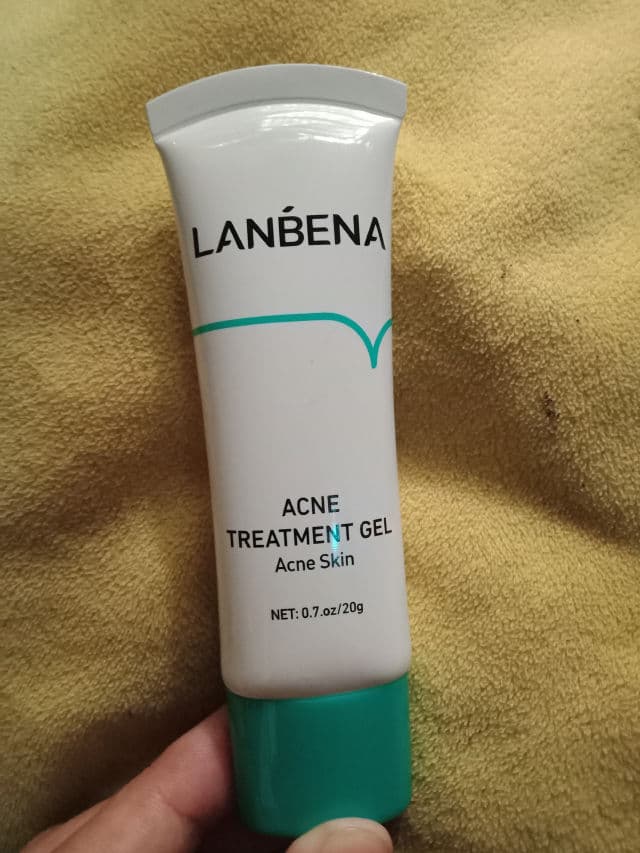 LANBENA
ACNE
TREATMENT GEL
Acne Skin
NET: 0.7.oz/20g